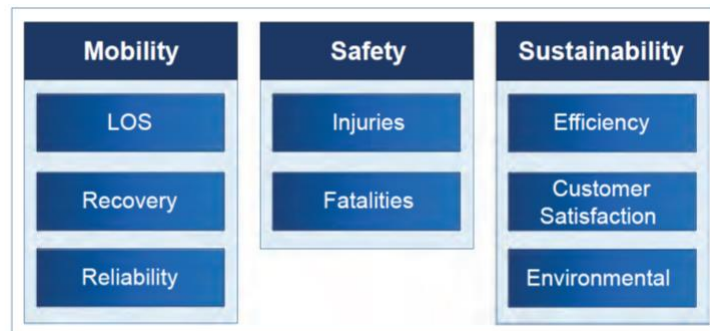 Mobility
LOS
Recovery
Reliability
Safety
Injuries
Fatalities
Sustainability
Efficiency
Customer
Satisfaction
Environmental